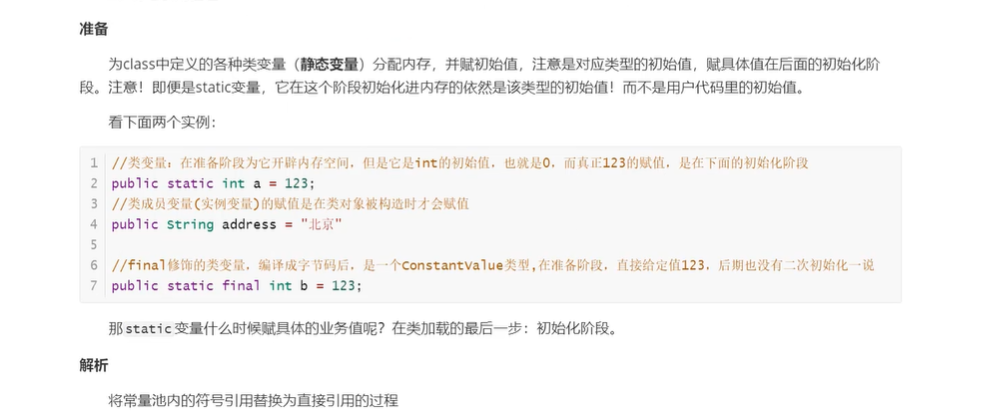 准备
为class中定义的各种类变量（静态变量）分配内存，并赋初始值，注意是对应类型的初始值，赋具体值在后面的初始化阶
段。注意！即便是static变量，它在这个阶段初始化进内存的依然是该类型的初始值！而不是用户代码里的初始值。
看下面两个实例：
1 //类变量：在准备阶段为它开辟内存空间，但是它是int的初始值，也就是0，而真正123的赋值，是在下面的初始化阶段
2 public static int a = 123;
3 //类成员变量(实例变量)的赋值是在类对象被构造时才会赋值
4 public String address = "北京"
5
6 //final修饰的类变量，编译成字节码后，是一个ConstantValue类型,在准备阶段，直接给定值123，后期也没有二次初始化一说
7 public static final int b = 123;
那static变量什么时候赋具体的业务值呢？在类加载的最后一步：初始化阶段。
解析
将常量池内的符号引用替换为直接引用的过程